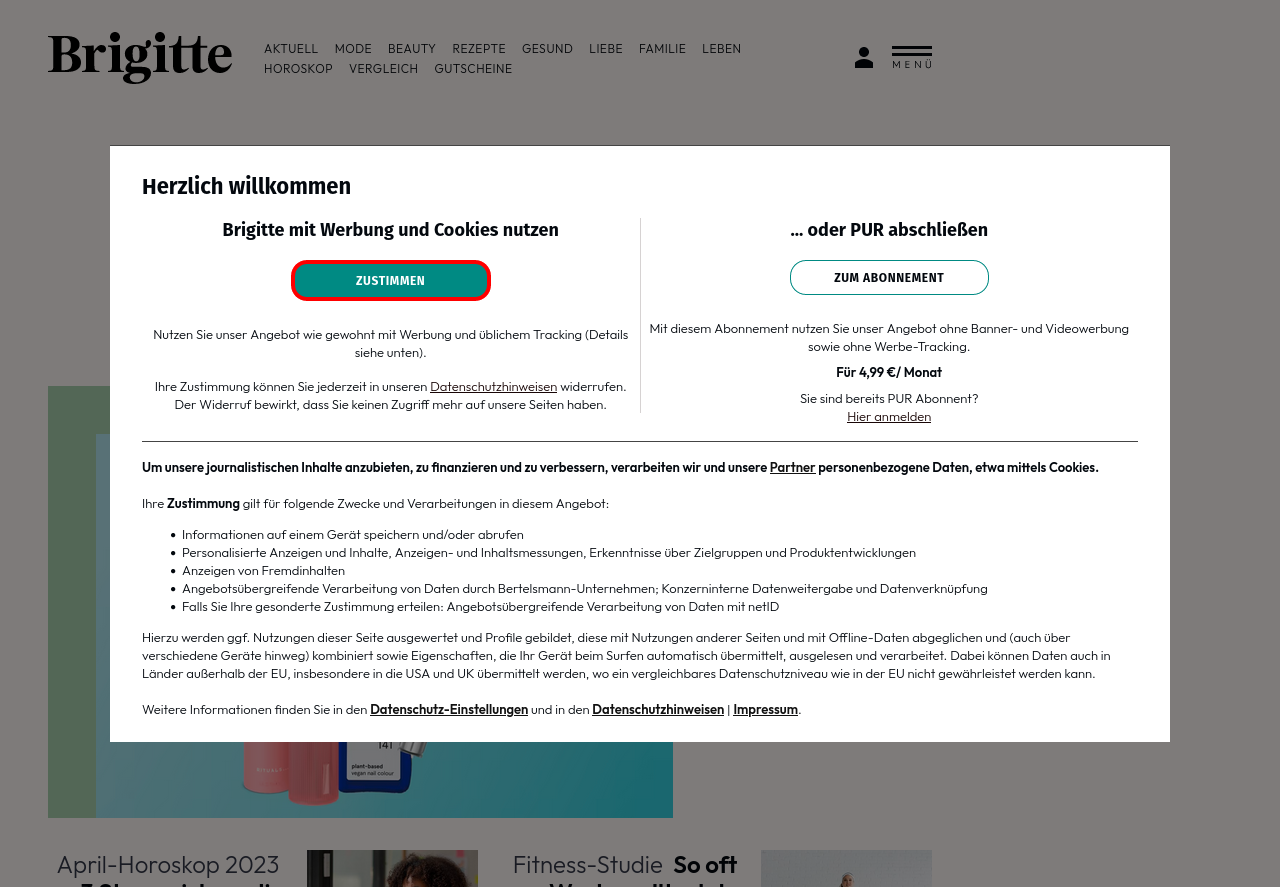 Brigitte
AKTUELL MODE BEAUTY REZEPTE GESUND LIEBE FAMILIE LEBEN
HOROSKOP VERGLEICH GUTSCHEINE
MENÜ
Herzlich willkommen
Brigitte mit Werbung und Cookies nutzen
ZUSTIMMEN
Nutzen Sie unser Angebot wie gewohnt mit Werbung und üblichem Tracking (Details
siehe unten).
Ihre Zustimmung können Sie jederzeit in unseren Datenschutzhinweisen widerrufen.
Der Widerruf bewirkt, dass Sie keinen Zugriff mehr auf unsere Seiten haben.
... oder PUR abschließen
ZUM ABONNEMENT
Mit diesem Abonnement nutzen Sie unser Angebot ohne Banner- und Videowerbung
sowie ohne Werbe-Tracking.
Für 4,99 €/ Monat
Sie sind bereits PUR Abonnent?
Hier anmelden
Um unsere journalistischen Inhalte anzubieten, zu finanzieren und zu verbessern, verarbeiten wir und unsere Partner personenbezogene Daten, etwa mittels Cookies.
Ihre Zustimmung gilt für folgende Zwecke und Verarbeitungen in diesem Angebot:
• Informationen auf einem Gerät speichern und/oder abrufen
• Personalisierte Anzeigen und Inhalte, Anzeigen- und Inhaltsmessungen, Erkenntnisse über Zielgruppen und Produktentwicklungen
• Anzeigen von Fremdinhalten
• Angebotsübergreifende Verarbeitung von Daten durch Bertelsmann-Unternehmen; Konzerninterne Datenweitergabe und Datenverknüpfung
• Falls Sie Ihre gesonderte Zustimmung erteilen: Angebotsübergreifende Verarbeitung von Daten mit netID
Hierzu werden ggf. Nutzungen dieser Seite ausgewertet und Profile gebildet, diese mit Nutzungen anderer Seiten und mit Offline-Daten abgeglichen und (auch über
verschiedene Geräte hinweg) kombiniert sowie Eigenschaften, die Ihr Gerät beim Surfen automatisch übermittelt, ausgelesen und verarbeitet. Dabei können Daten auch in
Länder außerhalb der EU, insbesondere in die USA und UK übermittelt werden, wo ein vergleichbares Datenschutzniveau wie in der EU nicht gewährleistet werden kann.
Weitere Informationen finden Sie in den Datenschutz-Einstellungen und in den Datenschutzhinweisen | Impressum.
141
plant-based
vegan nail colour
April-Horoskop 2023
Fitness-Studie So oft